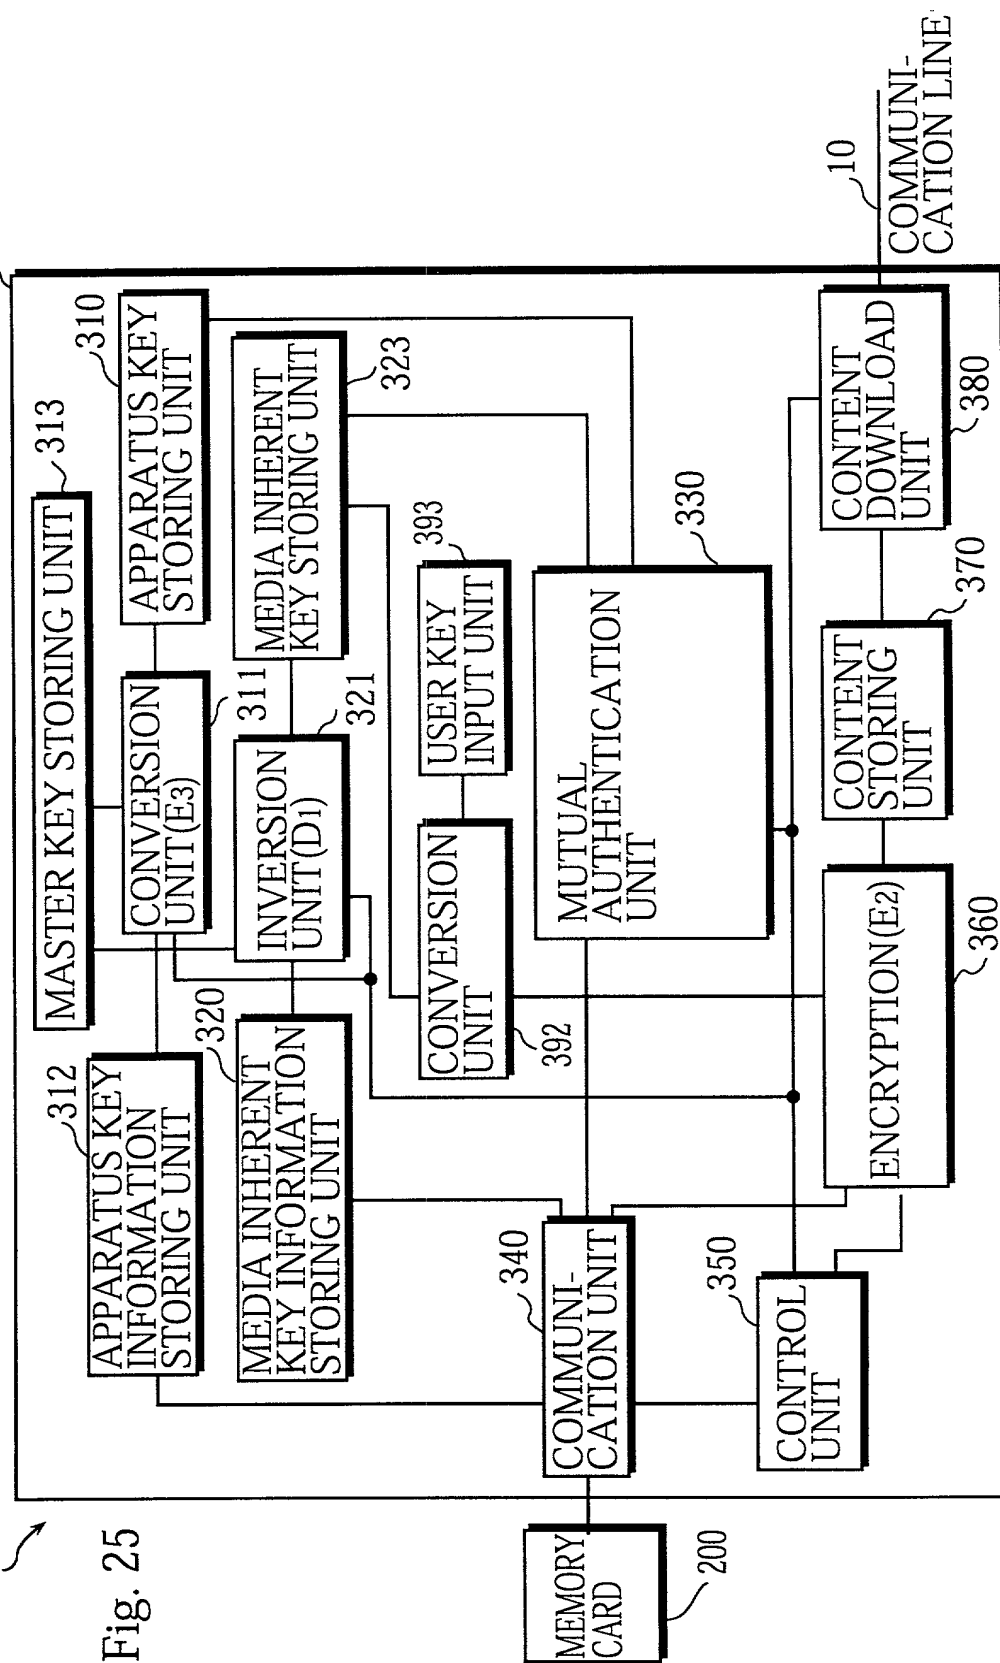 Fig. 25
MASTER KEY STORING UNIT
313
APPARATUS KEY
INFORMATION
STORING UNIT
312
CONVERSION
UNIT(E3)
311
APPARATUS KEY
STORING UNIT
310
MEDIA INHERENT
KEY INFORMATION
STORING UNIT
320
INVERSION
UNIT(D1)
321
MEDIA INHERENT
KEY STORING UNIT
323
CONVERSION
UNIT
392
USER KEY
INPUT UNIT
393
MEMORY
CARD
200
COMMUNI-
CATION UNIT
340
MUTUAL
AUTHENTICATION
UNIT
330
CONTROL
UNIT
350
ENCRYPTION(E2)
360
CONTENT
STORING
UNIT
370
CONTENT
DOWNLOAD
UNIT
380
10
COMMUNI-
CATION LINE